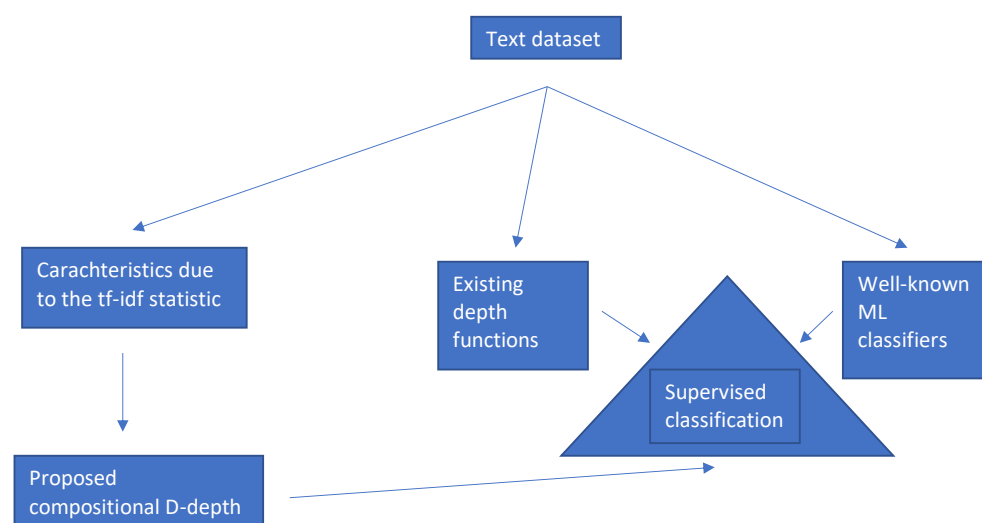 Text dataset
Carachteristics due
to the tf-idf statistic
Existing
depth
functions
Well-known
ML
classifiers
Supervised
classification
Proposed
compositional D-depth